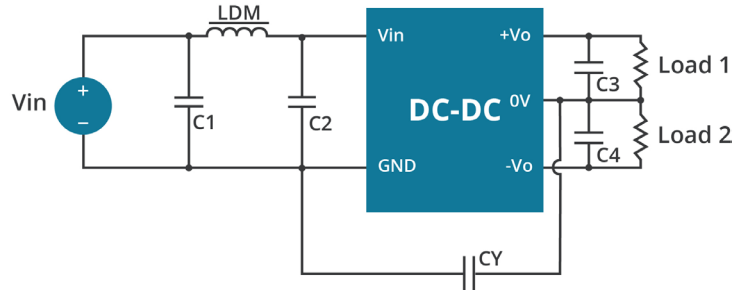 LDM
Vin
+
−
C1
C2
Vin
GND
DC-DC
+Vo
0V
-Vo
C3
C4
Load 1
Load 2
CY